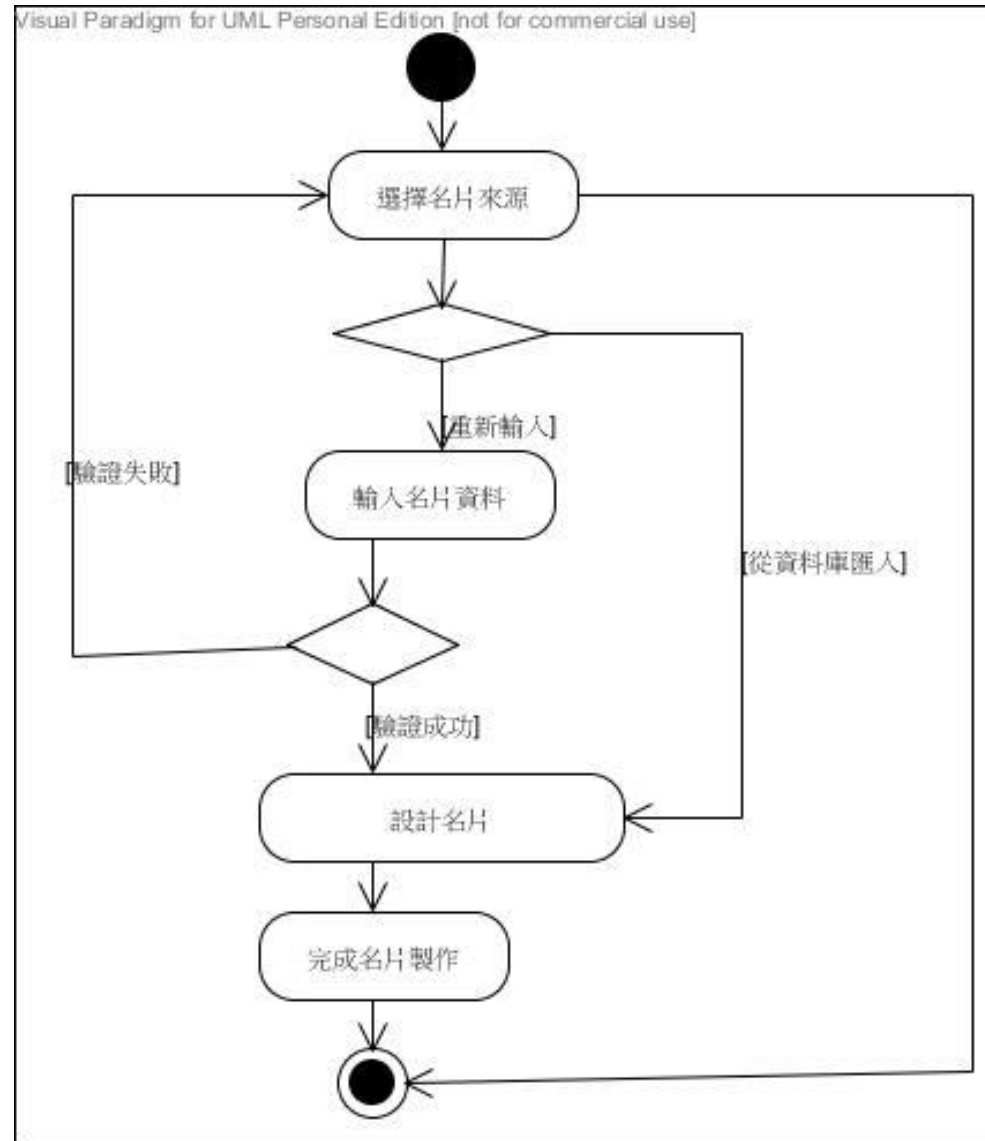 Visual Paradigm for UML Personal Edition [not for commercial use]
選擇名片來源
[重新輸入]
[驗證失敗]
輸入名片資料
[從資料庫匯入]
[驗證成功]
設計名片
完成名片製作